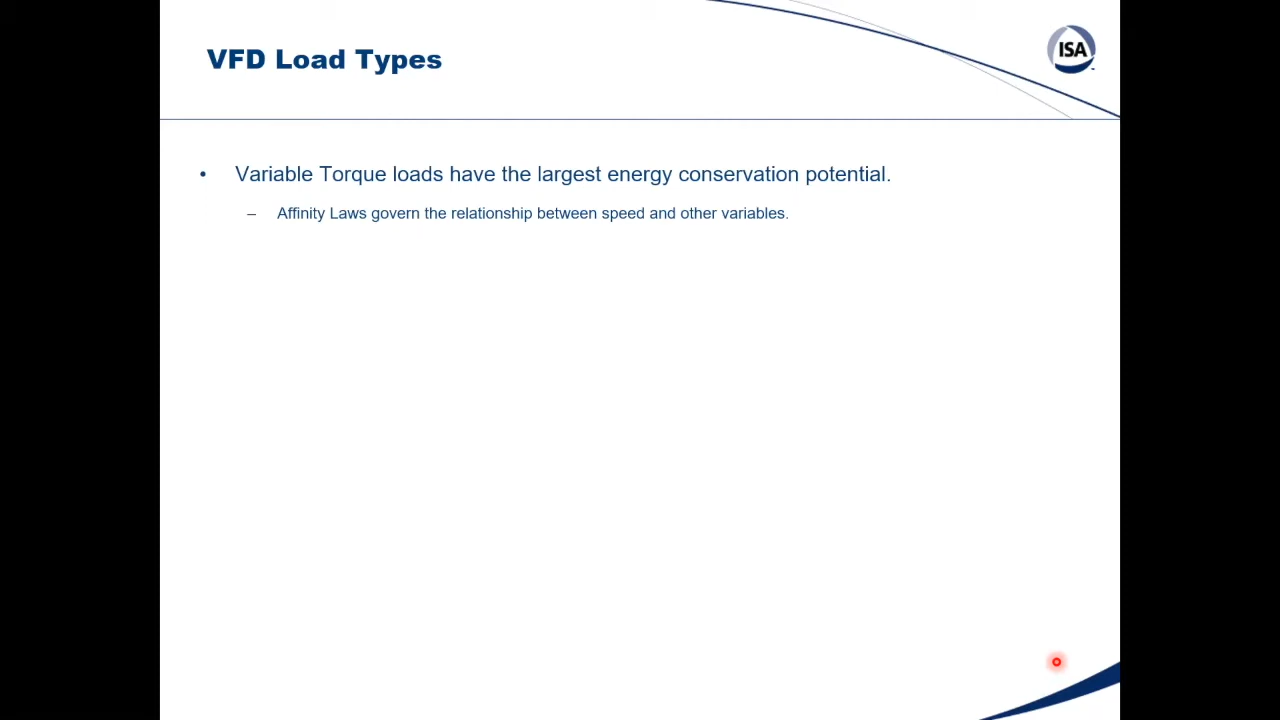 VFD Load Types
ISA
• Variable Torque loads have the largest energy conservation potential.
– Affinity Laws govern the relationship between speed and other variables.